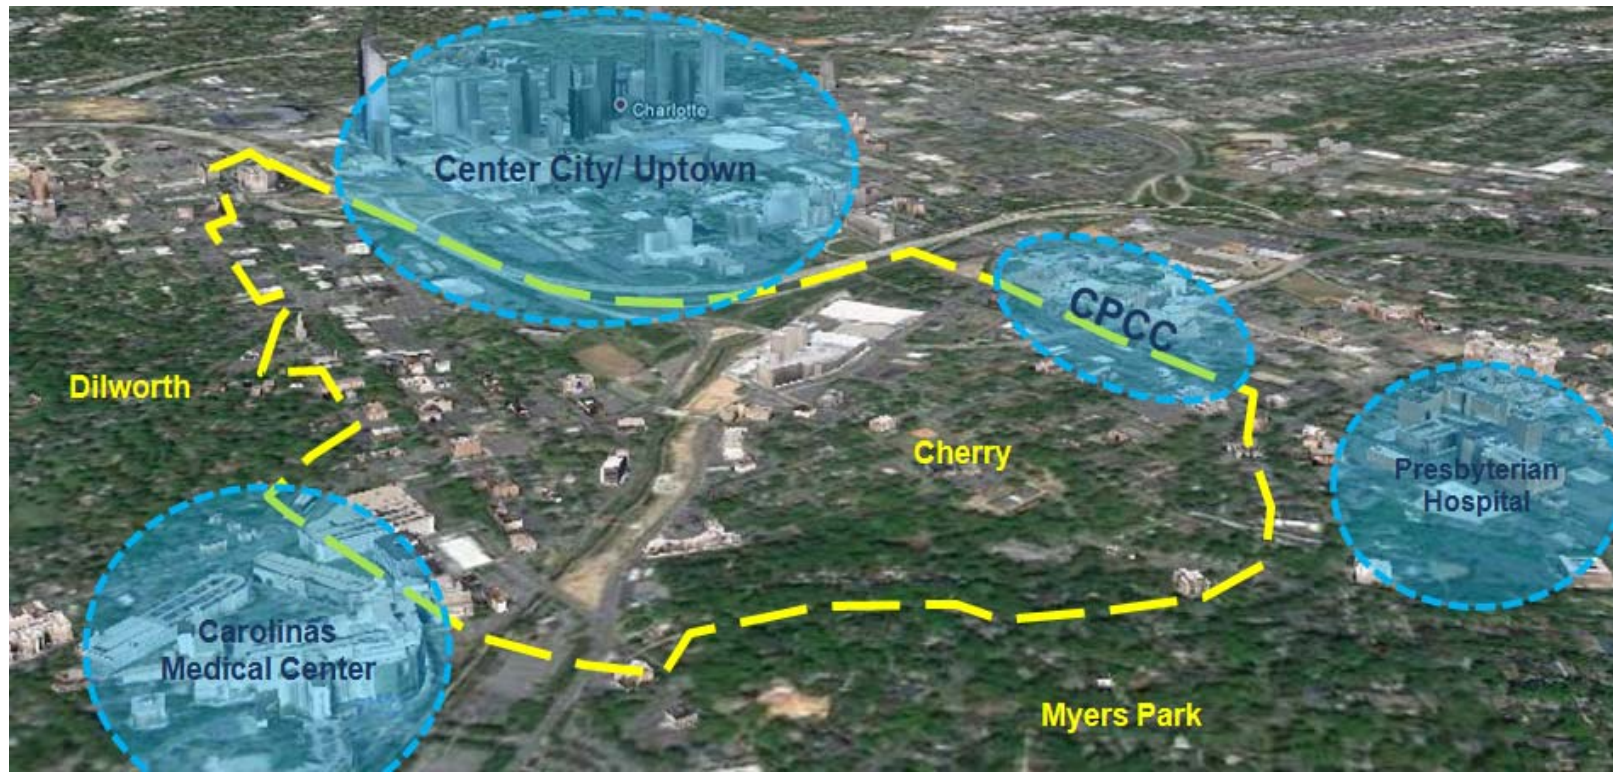 Charlotte
Center City/ Uptown
CPCC
Dilworth
Cherry
Presbyterian
Hospital
Carolinas
Medical Center
Myers Park